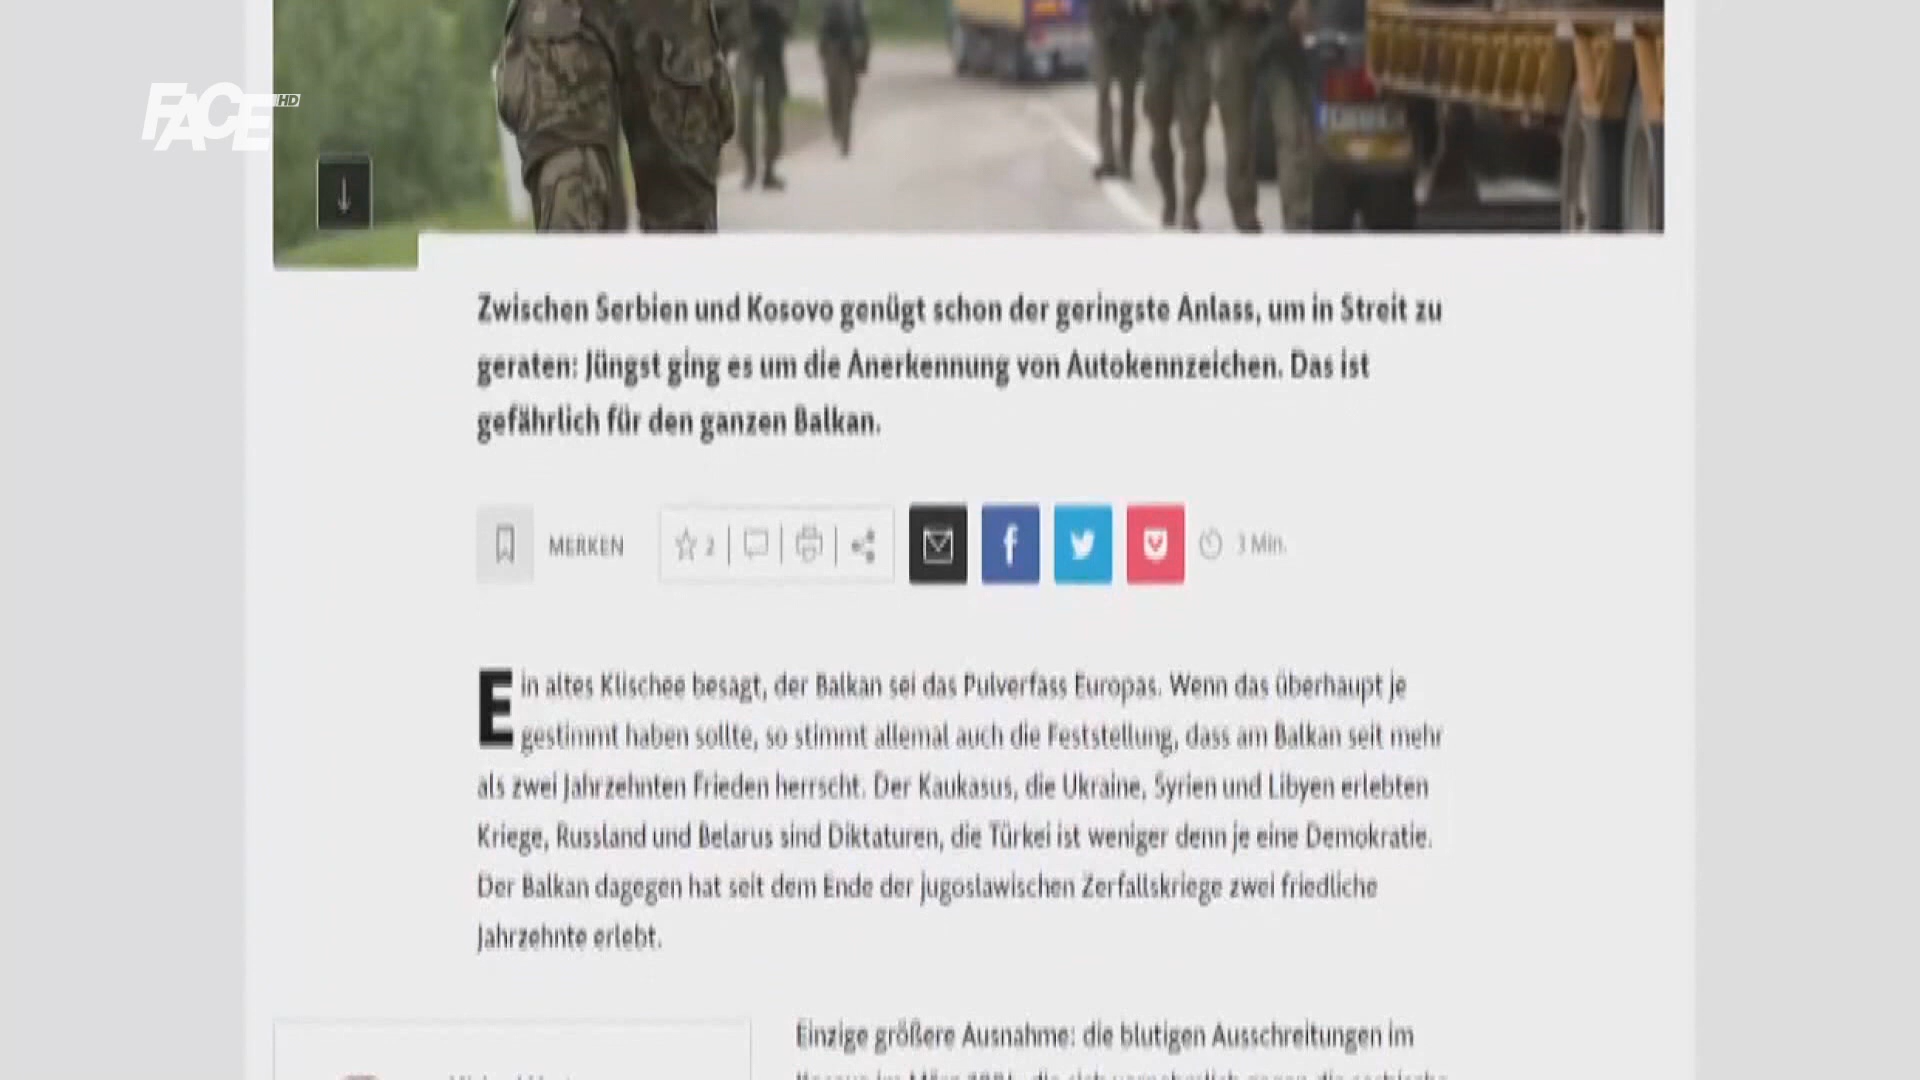 FACE HD
Zwischen Serbien und Kosovo genügt schon der geringste Anlass, um in Streit zu
geraten: Jüngst ging es um die Anerkennung von Autokennzeichen. Das ist
gefährlich für den ganzen Balkan.
MERKEN 2 3 Min.
Ein altes Klischee besagt, der Balkan sei das Pulverfass Europas. Wenn das überhaupt je
gestimmt haben sollte, so stimmt allemal auch die Feststellung, dass am Balkan seit mehr
als zwei Jahrzehnten Frieden herrscht. Der Kaukasus, die Ukraine, Syrien und Libyen erlebten
Kriege, Russland und Belarus sind Diktaturen, die Türkei ist weniger denn je eine Demokratie.
Der Balkan dagegen hat seit dem Ende der jugoslawischen Zerfallskriege zwei friedliche
Jahrzehnte erlebt.
Einzige größere Ausnahme: die blutigen Ausschreitungen im